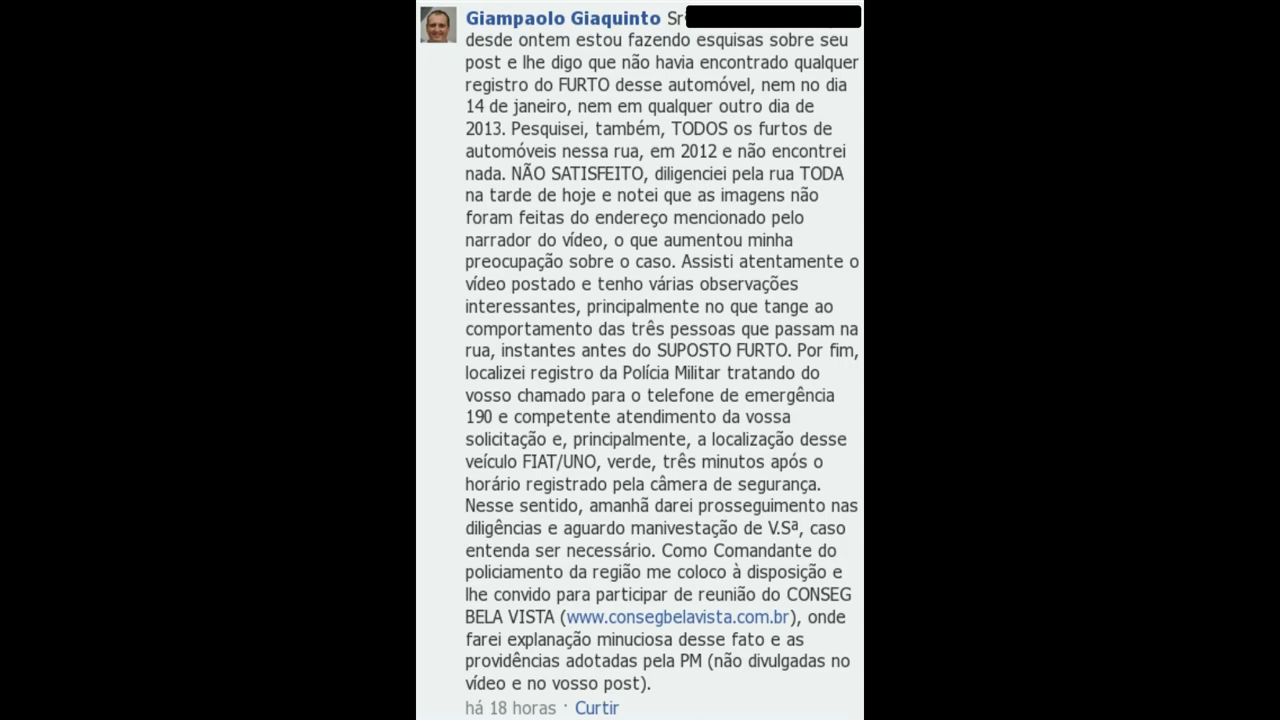 Giampaolo Giaquinto Sr
desde ontem estou fazendo esquisas sobre seu
post e lhe digo que não havia encontrado qualquer
registro do FURTO desse automóvel, nem no dia
14 de janeiro, nem em qualquer outro dia de
2013. Pesquisei, também, TODOS os furtos de
automóveis nessa rua, em 2012 e não encontrei
nada. NÃO SATISFEITO, diligenciei pela rua TODA
na tarde de hoje e notei que as imagens não
foram feitas do endereço mencionado pelo
narrador do vídeo, o que aumentou minha
preocupação sobre o caso. Assisti atentamente o
vídeo postado e tenho várias observações
interessantes, principalmente no que tange ao
comportamento das três pessoas que passam na
rua, instantes antes do SUPOSTO FURTO. Por fim,
localizei registro da Polícia Militar tratando do
vosso chamado para o telefone de emergência
190 e competente atendimento da vossa
solicitação e, principalmente, a localização desse
veículo FIAT/UNO, verde, três minutos após o
horário registrado pela câmera de segurança.
Nesse sentido, amanhã darei prosseguimento nas
diligências e aguardo manivestação de V.Sª, caso
entenda ser necessário. Como Comandante do
policiamento da região me coloco à disposição e
lhe convido para participar de reunião do CONSEG
BELA VISTA (www.consegbelavista.com.br), onde
farei explanação minuciosa desse fato e as
providências adotadas pela PM (não divulgadas no
vídeo e no vosso post).
há 18 horas · Curtir